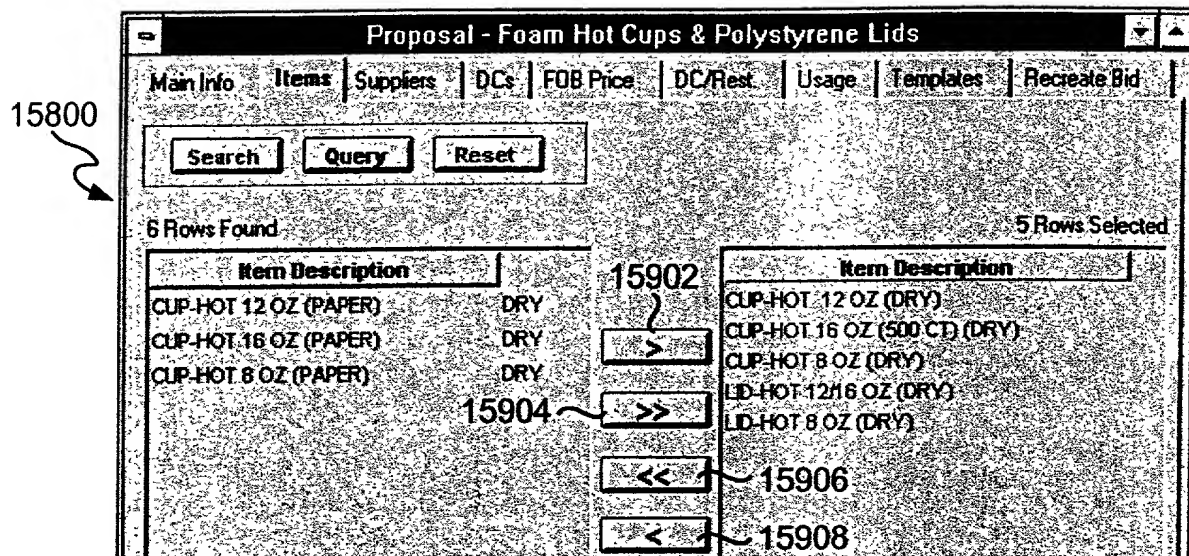 Proposal - Foam Hot Cups & Polystyrene Lids
Main Info Items Suppliers DCs FOB Price DC/Rest. Usage Templates Recreate Bid
15800
Search Query Reset
6 Rows Found 5 Rows Selected
Item Description Item Description
15902
CUP-HOT 12 OZ (PAPER) DRY CUP-HOT 12 OZ (DRY)
CUP-HOT 16 OZ (PAPER) DRY > CUP-HOT 16 OZ (500 CT) (DRY)
CUP-HOT 8 OZ (PAPER) DRY CUP-HOT 8 OZ (DRY)
LID-HOT 12/16 OZ (DRY)
15904 >> LID-HOT 8 OZ (DRY)
<< 15906
< 15908